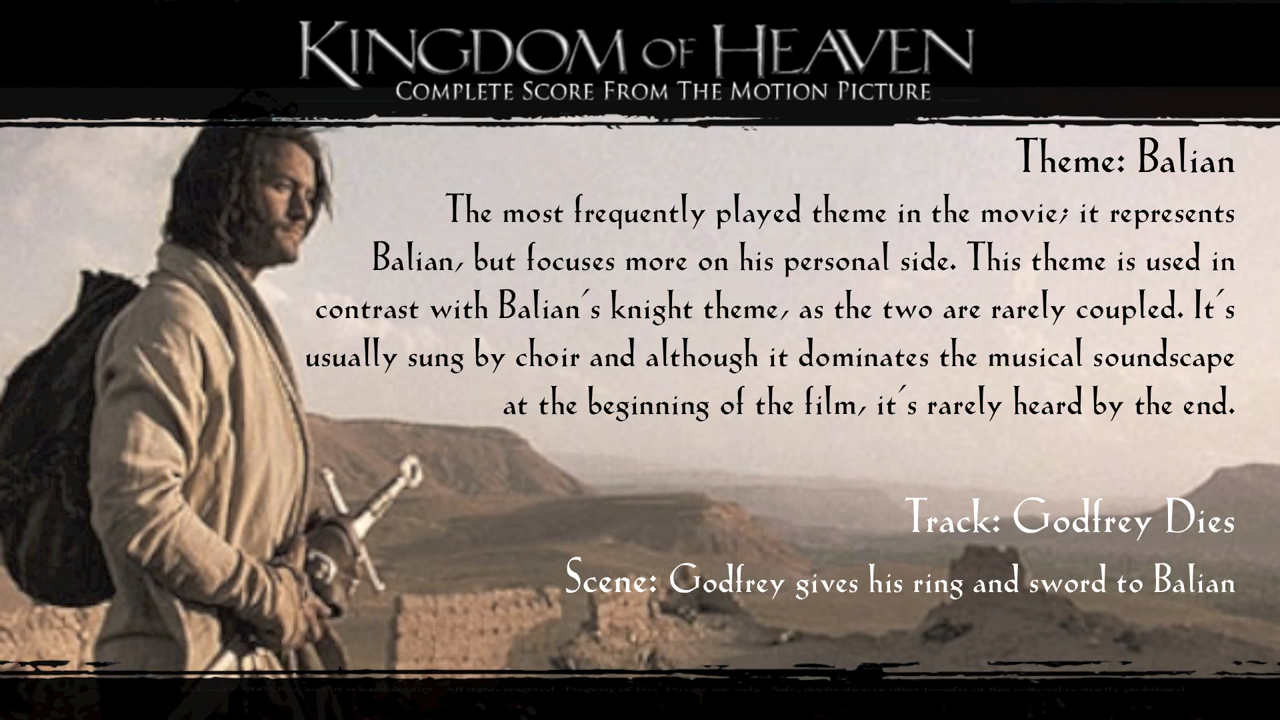 KINGDOM OF HEAVEN
COMPLETE SCORE FROM THE MOTION PICTURE
Theme: Balian
The most frequently played theme in the movie; it represents
Balian, but focuses more on his personal side. This theme is used in
contrast with Balian´s knight theme, as the two are rarely coupled. It´s
usually sung by choir and although it dominates the musical soundscape
at the beginning of the film, it´s rarely heard by the end.
Track: Godfrey Dies
Scene: Godfrey gives his ring and sword to Balian